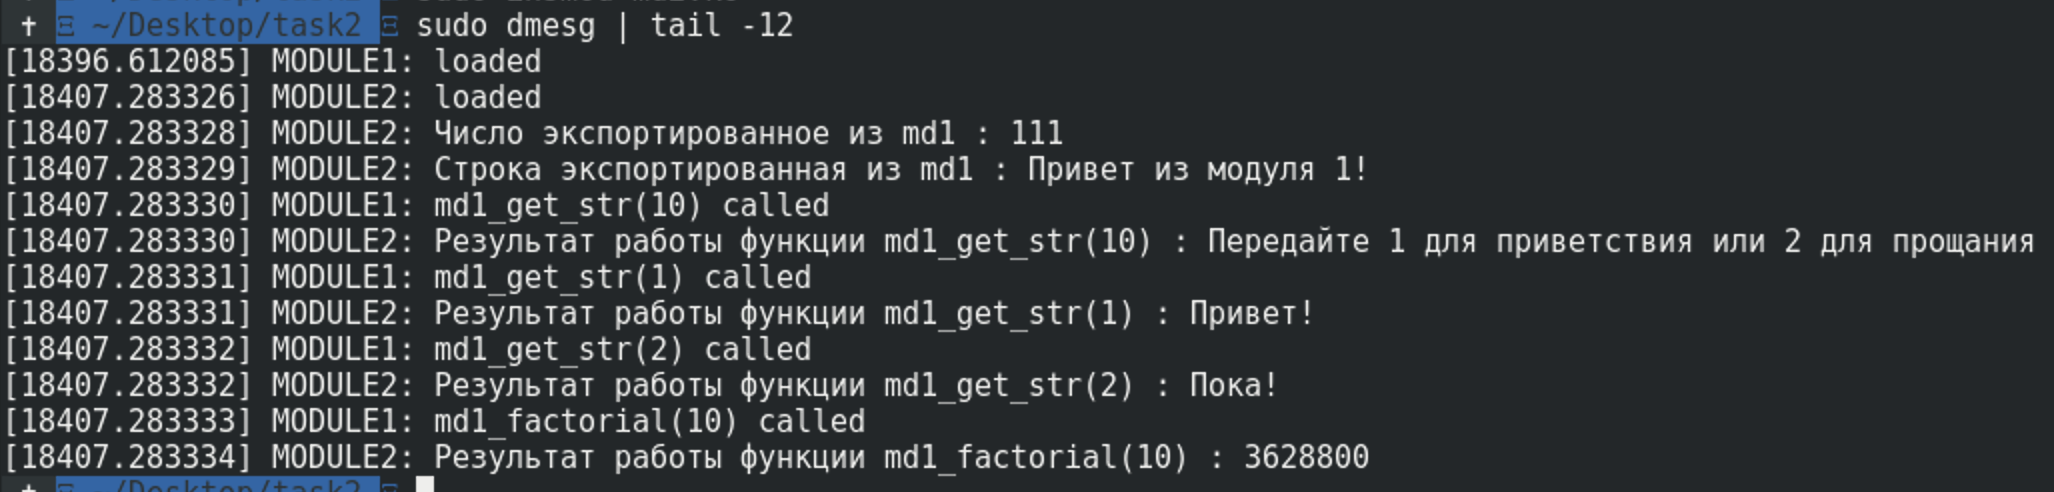 † Ξ ~/Desktop/task2 Ξ sudo dmesg | tail -12
[18396.612085] MODULE1: loaded
[18407.283326] MODULE2: loaded
[18407.283328] MODULE2: Число экспортированное из md1 : 111
[18407.283329] MODULE2: Строка экспортированная из md1 : Привет из модуля 1!
[18407.283330] MODULE1: md1_get_str(10) called
[18407.283330] MODULE2: Результат работы функции md1_get_str(10) : Передайте 1 для приветствия или 2 для прощания
[18407.283331] MODULE1: md1_get_str(1) called
[18407.283331] MODULE2: Результат работы функции md1_get_str(1) : Привет!
[18407.283332] MODULE1: md1_get_str(2) called
[18407.283332] MODULE2: Результат работы функции md1_get_str(2) : Пока!
[18407.283333] MODULE1: md1_factorial(10) called
[18407.283334] MODULE2: Результат работы функции md1_factorial(10) : 3628800
† Ξ ~/Desktop/task2 Ξ